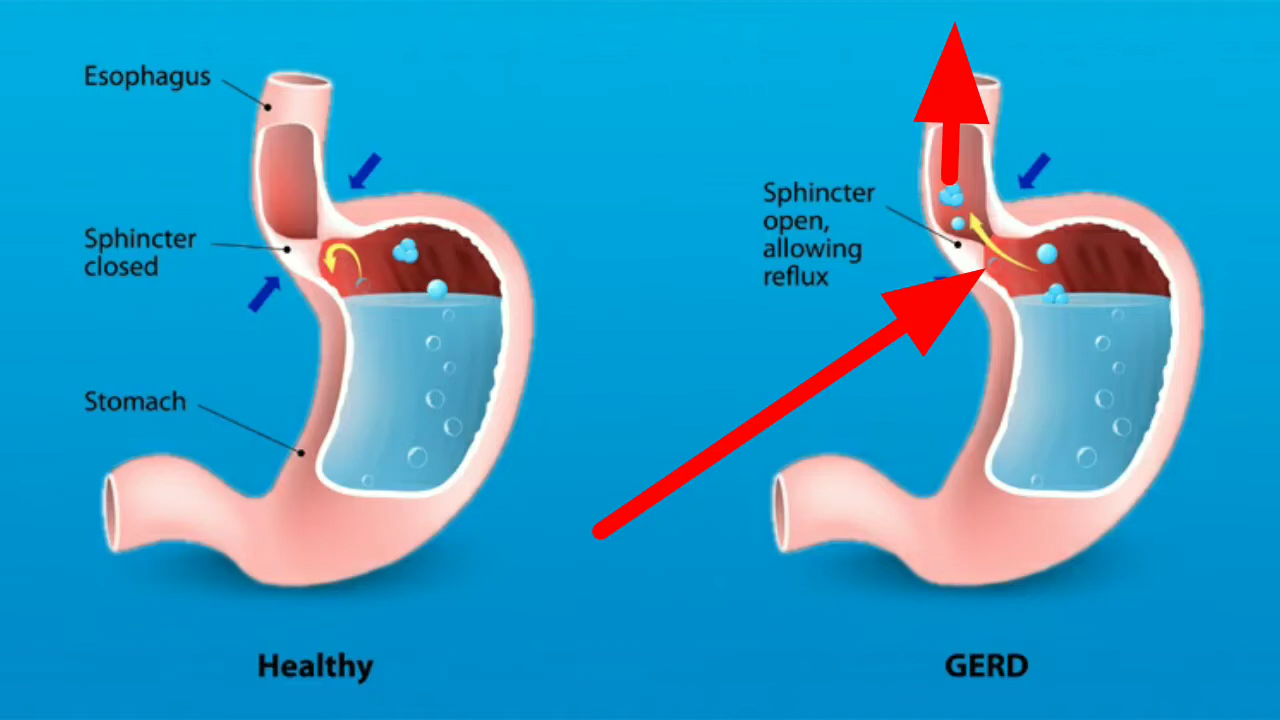 Esophagus
Sphincter
closed
Stomach
Healthy
Sphincter
open,
allowing
reflux
GERD